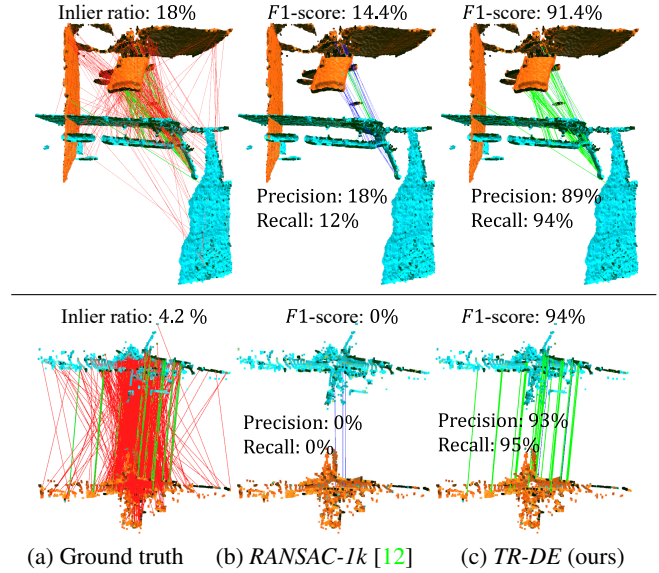 Inlier ratio: 18% F1-score: 14.4% F1-score: 91.4%
Precision: 18% Precision: 89%
Recall: 12% Recall: 94%
Inlier ratio: 4.2 % F1-score: 0% F1-score: 94%
Precision: 0% Precision: 93%
Recall: 0% Recall: 95%
(a) Ground truth (b) RANSAC-1k [12] (c) TR-DE (ours)